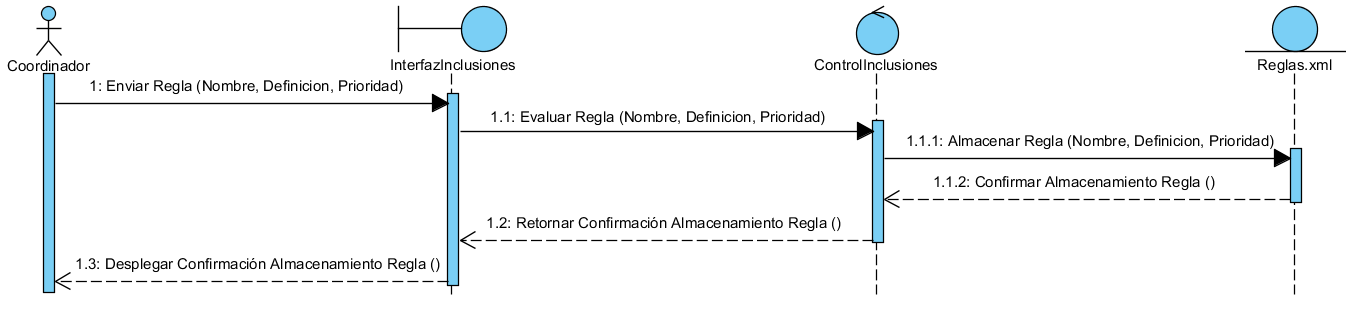 Coordinador
InterfazInclusiones
ControlInclusiones
Reglas.xml
1: Enviar Regla (Nombre, Definicion, Prioridad)
1.1: Evaluar Regla (Nombre, Definicion, Prioridad)
1.1.1: Almacenar Regla (Nombre, Definicion, Prioridad)
1.1.2: Confirmar Almacenamiento Regla ()
1.2: Retornar Confirmación Almacenamiento Regla ()
1.3: Desplegar Confirmación Almacenamiento Regla ()